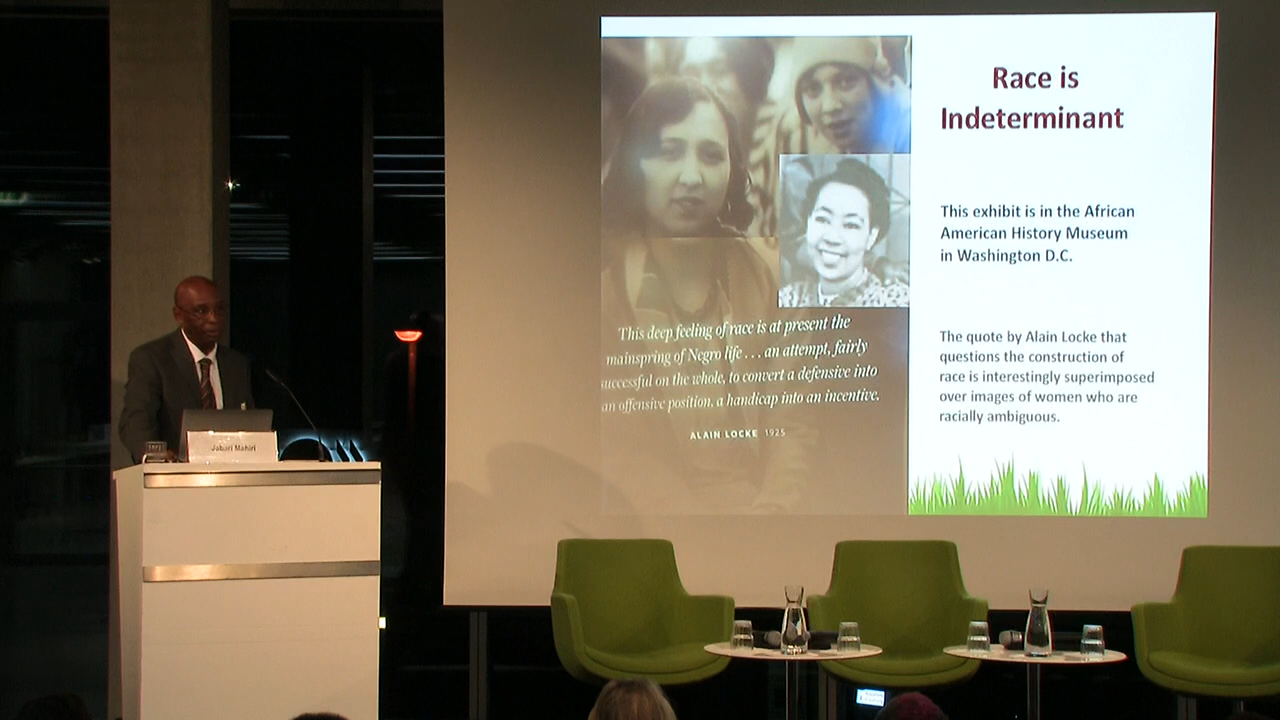 Race is
Indeterminant
This exhibit is in the African
American History Museum
in Washington D.C.
The quote by Alain Locke that
questions the construction of
race is interestingly superimposed
over images of women who are
racially ambiguous.
This deep feeling of race is at present the
mainspring of Negro life . . . an attempt, fairly
successful on the whole, to convert a defensive into
an offensive position, a handicap into an incentive.
ALAIN LOCKE 1925
Jabari Mahiri